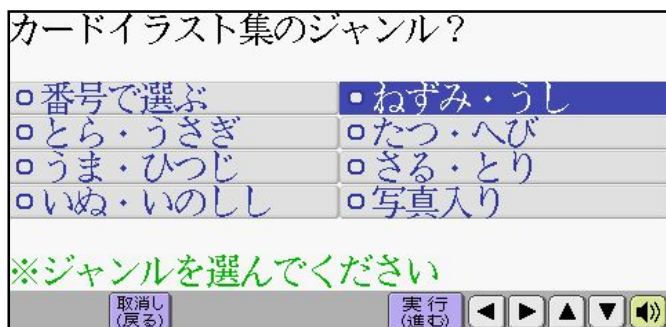 カードイラスト集のジャンル？
番号で選ぶ
ねずみ・うし
とら・うさぎ
たつ・へび
うま・ひつじ
さる・とり
いぬ・いのしし
写真入り
※ジャンルを選んでください
取消し
(戻る)
実行
(進む)